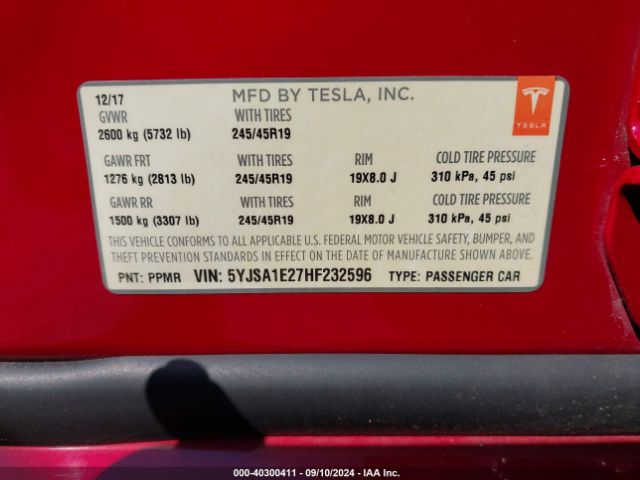 12/17 MFD BY TESLA, INC.
GVWR WITH TIRES
2600 kg (5732 lb) 245/45R19
TESLA
GAWR FRT WITH TIRES RIM COLD TIRE PRESSURE
1276 kg (2813 lb) 245/45R19 19X8.0 J 310 kPa, 45 psi
GAWR RR WITH TIRES RIM COLD TIRE PRESSURE
1500 kg (3307 lb) 245/45R19 19X8.0 J 310 kPa, 45 psi
THIS VEHICLE CONFORMS TO ALL APPLICABLE U.S. FEDERAL MOTOR VEHICLE SAFETY, BUMPER, AND
THEFT PREVENTION STANDARDS IN EFFECT ON THE DATE OF MANUFACTURE SHOWN ABOVE.
PNT: PPMR VIN: 5YJSA1E27HF232596 TYPE: PASSENGER CAR
000-40300411 - 09/10/2024 - IAA Inc.